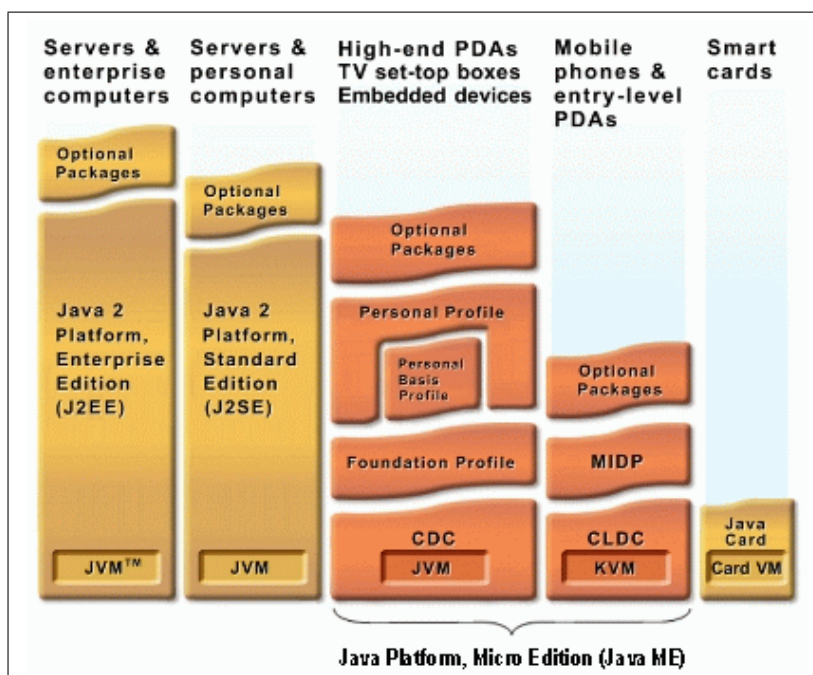 Servers &
enterprise
computers
Servers &
personal
computers
High-end PDAs
TV set-top boxes
Embedded devices
Mobile
phones &
entry-level
PDAs
Smart
cards
Optional
Packages
Java 2
Platform,
Enterprise
Edition
(J2EE)
JVM™
Optional
Packages
Java 2
Platform,
Standard
Edition
(J2SE)
JVM
Optional
Packages
Personal Profile
Personal
Basis
Profile
Foundation Profile
CDC
JVM
Optional
Packages
MIDP
CLDC
KVM
Java
Card
Card VM
Java Platform, Micro Edition (Java ME)